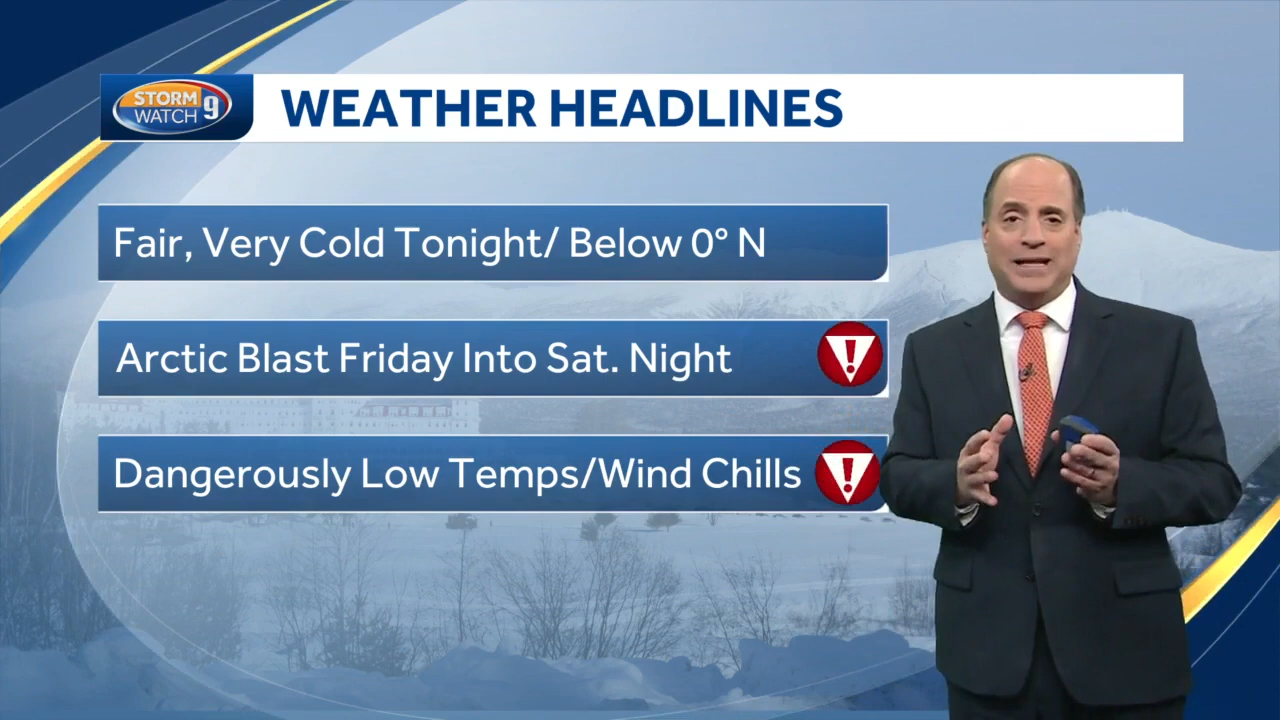 STORM
WATCH 9
WEATHER HEADLINES
Fair, Very Cold Tonight/ Below 0° N
Arctic Blast Friday Into Sat. Night
Dangerously Low Temps/Wind Chills